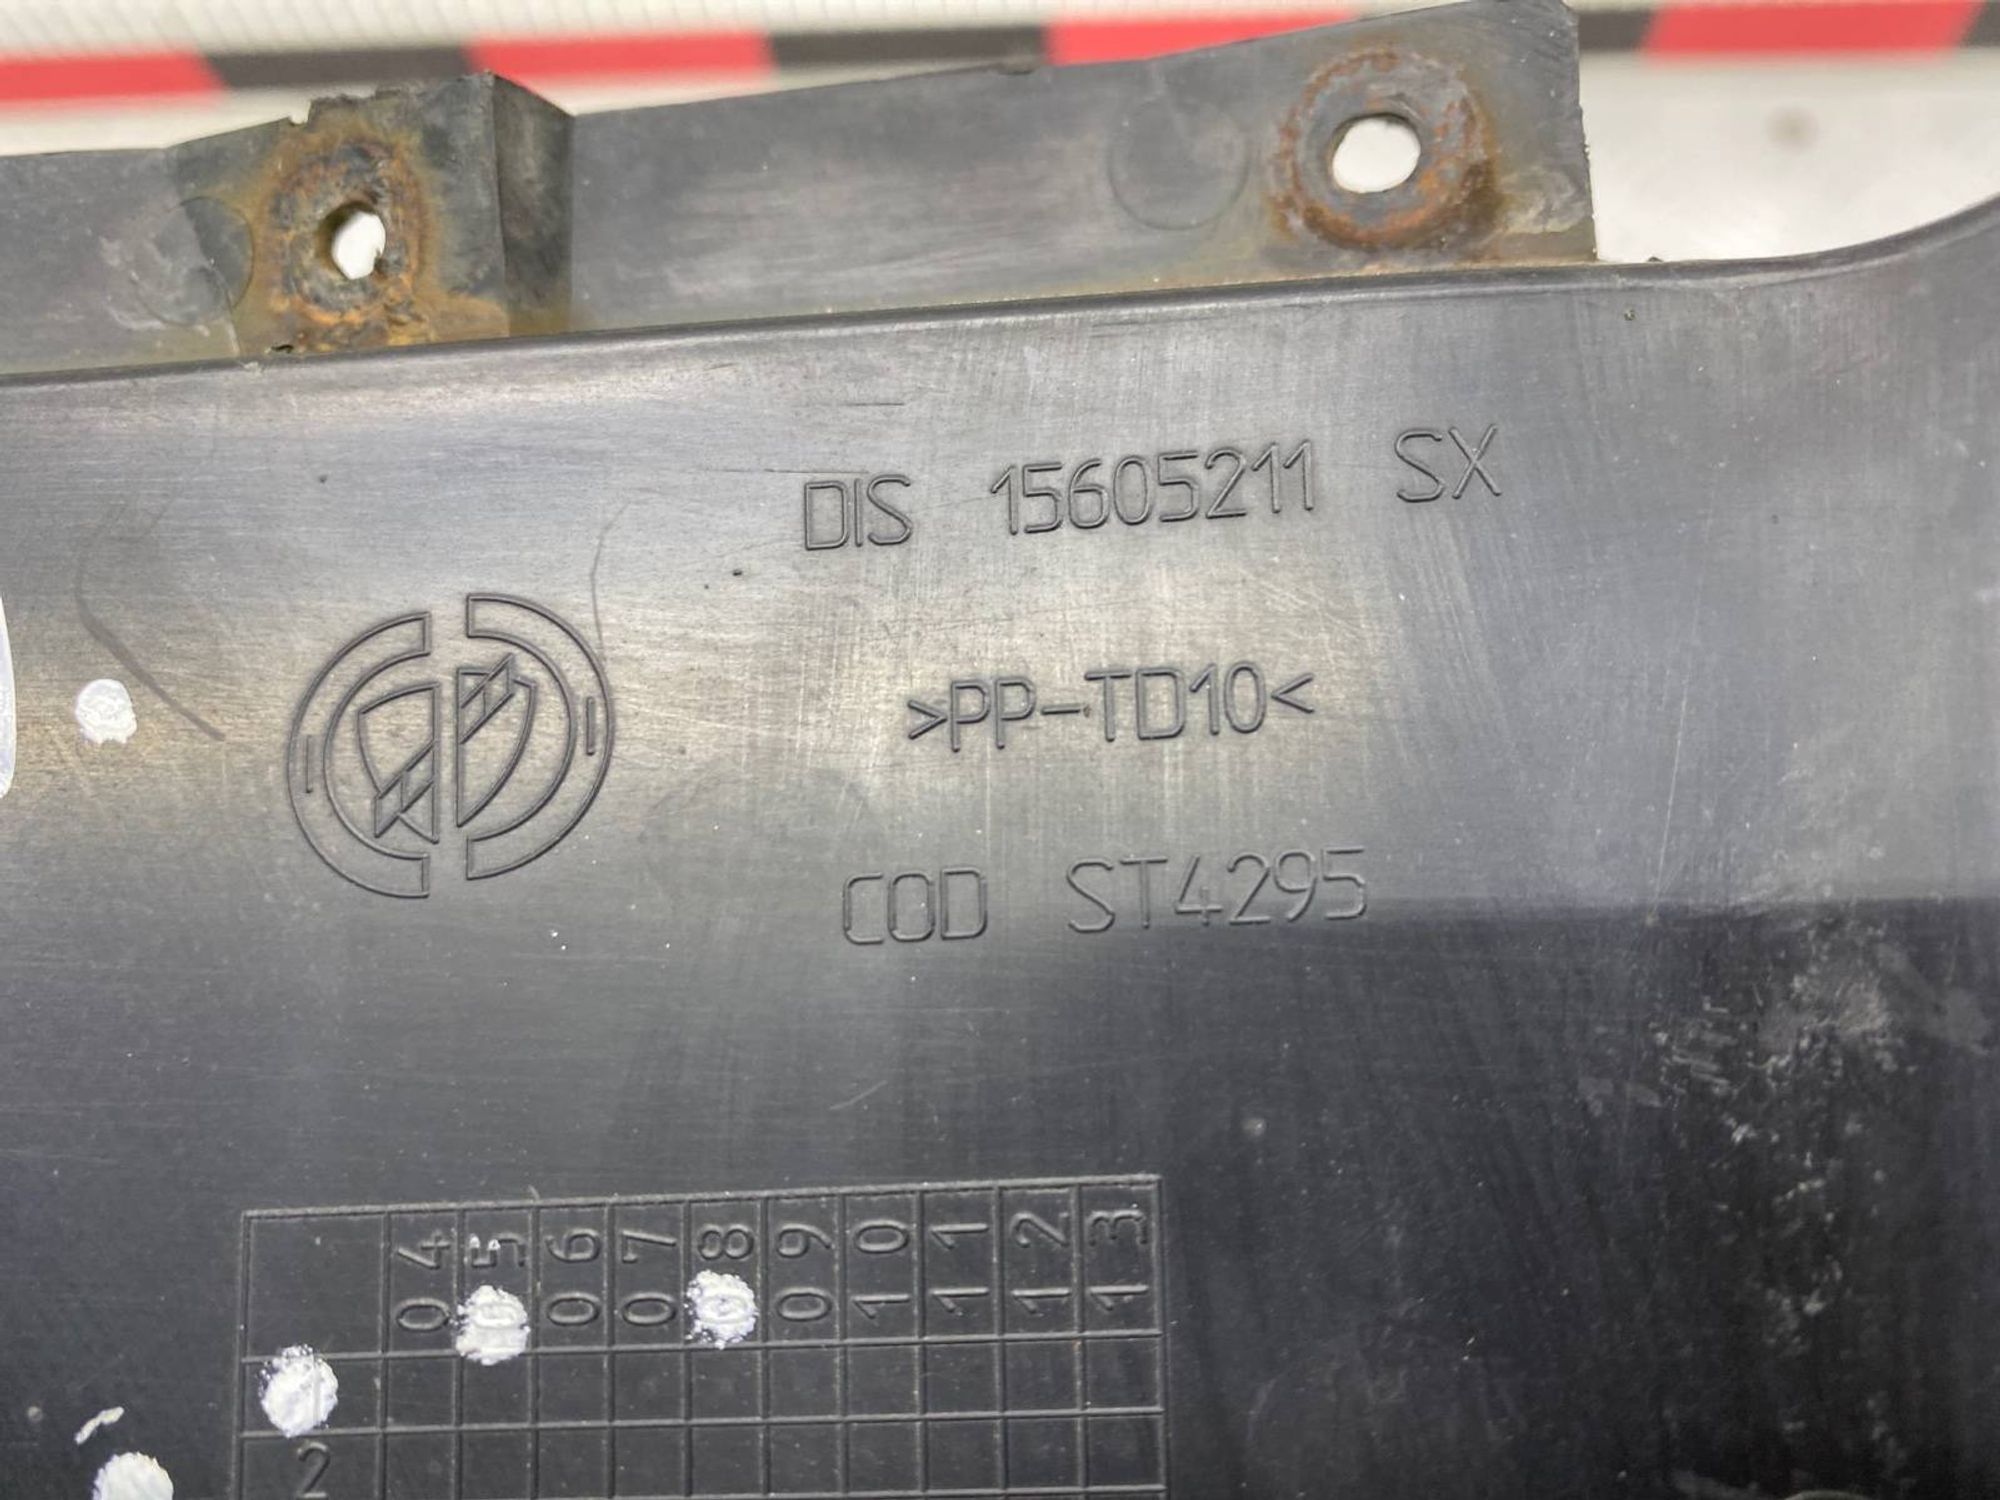 DIS 15605211 SX
>PP-TD10<
COD ST4295
04 05 06 07 08 09 10 11 12 13
2